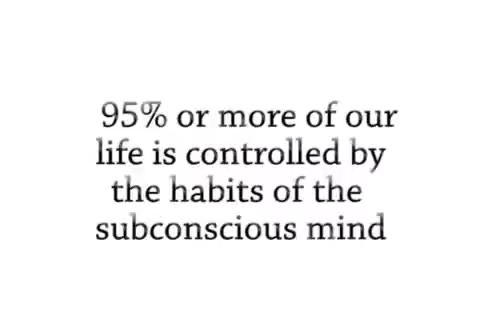 95% or more of our
life is controlled by
the habits of the
subconscious mind